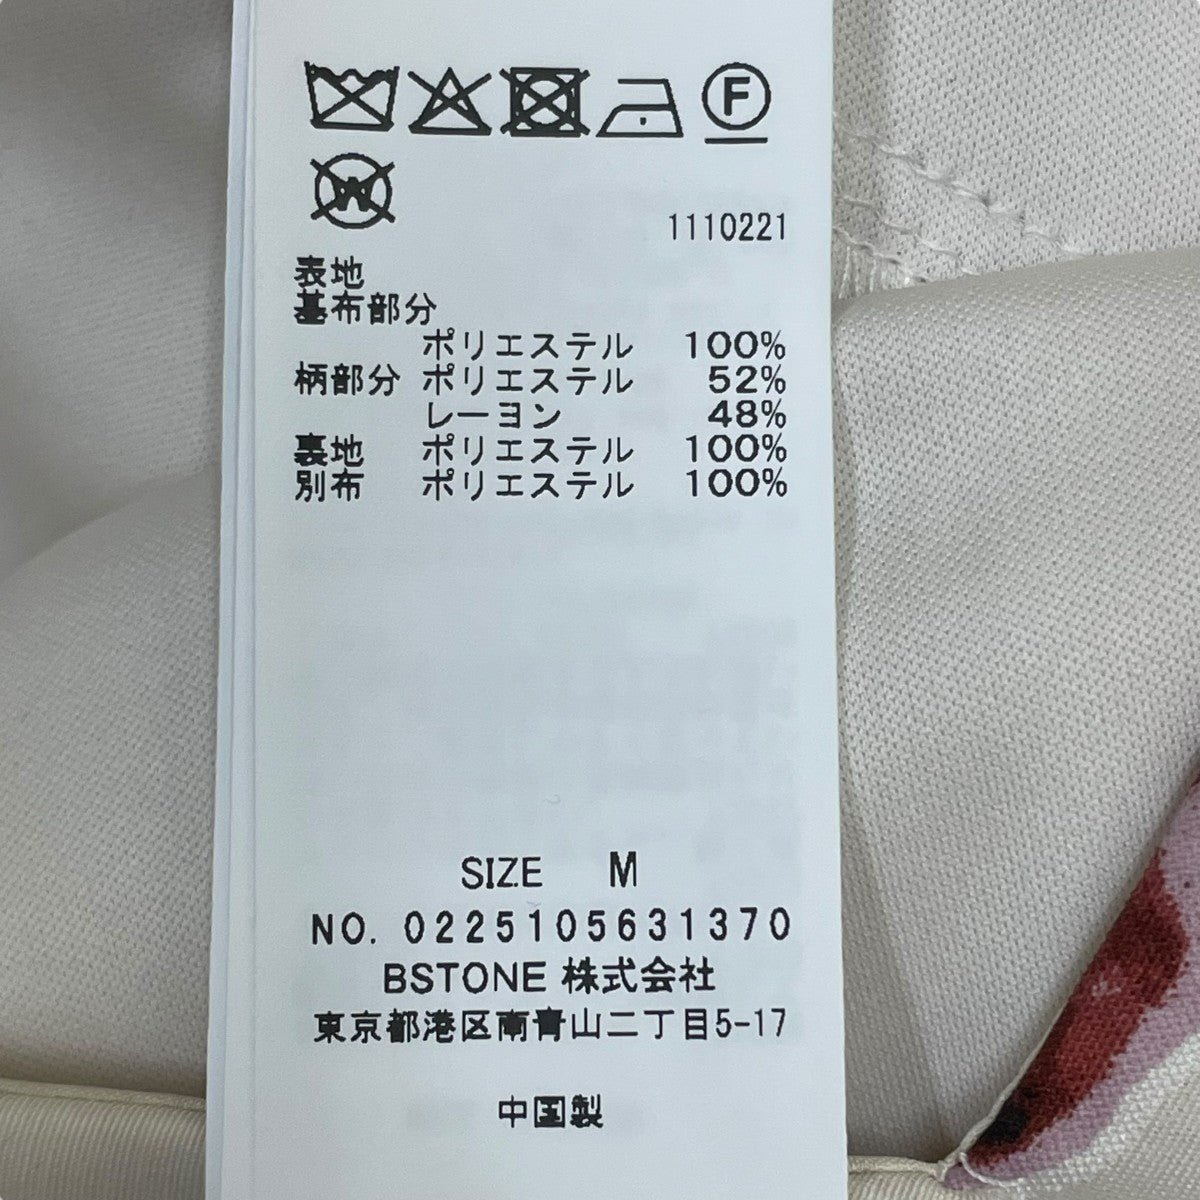 F
W
1110221
表地
基布部分
ポリエステル 100%
柄部分 ポリエステル 52%
レーヨン 48%
裏地 ポリエステル 100%
別布 ポリエステル 100%
SIZE M
NO. 0225105631370
BSTONE 株式会社
東京都港区南青山二丁目5-17
中国製